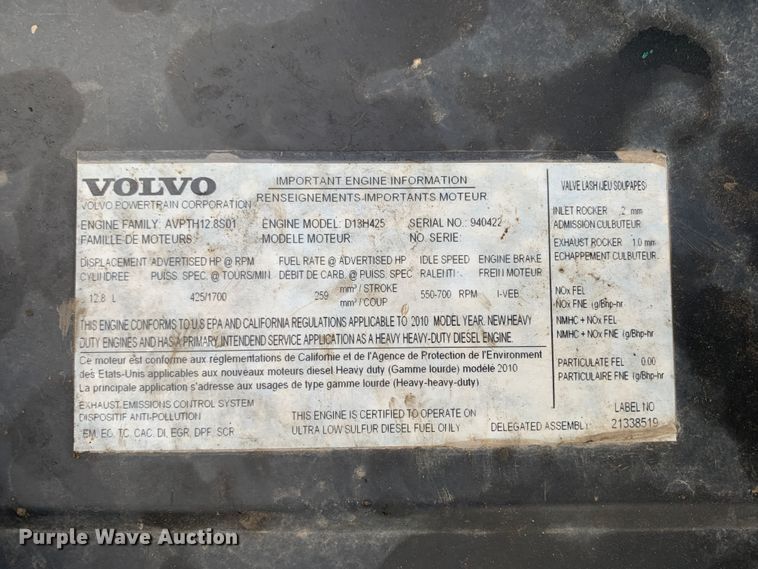 VOLVO
VOLVO POWERTRAIN CORPORATION
IMPORTANT ENGINE INFORMATION
RENSEIGNEMENTS-IMPORTANTS MOTEUR
ENGINE FAMILY: AVPTH12.8S01 ENGINE MODEL: D13H425 SERIAL NO.: 940422
FAMILLE DE MOTEURS: MODELE MOTEUR: NO. SERIE:
DISPLACEMENT ADVERTISED HP @ RPM FUEL RATE @ ADVERTISED HP IDLE SPEED ENGINE BRAKE
CYLINDREE PUISS. SPEC. @ TOURS/MIN. DEBIT DE CARB. @ PUISS. SPEC. RALENTI: FREIN MOTEUR
12.8 L 425/1700 259 mm³ / STROKE 550-700 RPM I-VEB
mm³ / COUP
THIS ENGINE CONFORMS TO U.S EPA AND CALIFORNIA REGULATIONS APPLICABLE TO 2010 MODEL YEAR. NEW HEAVY
DUTY ENGINES AND HAS A PRIMARY INTENDEND SERVICE APPLICATION AS A HEAVY HEAVY-DUTY DIESEL ENGINE.
Ce moteur est conforme aux règlementations de Californie et de l'Agence de Protection de l'Environment
des Etats-Unis applicables aux nouveaux moteurs diesel Heavy duty (Gamme lourde) modèle 2010
La principale application s'adresse aux usages de type gamme lourde (Heavy-heavy-duty)
EXHAUST EMISSIONS CONTROL SYSTEM
DISPOSITIF ANTI-POLLUTION
EM, EC, TC, CAC, DI, EGR, DPF, SCR
THIS ENGINE IS CERTIFIED TO OPERATE ON
ULTRA LOW SULFUR DIESEL FUEL ONLY
DELEGATED ASSEMBLY:
VALVE LASH (JEU SOUPAPES)
INLET ROCKER .2 mm
ADMISSION CULBUTEUR
EXHAUST ROCKER 1.0 mm
ECHAPPEMENT CULBUTEUR
NOx FEL
NOx FNE (g/Bhp-hr
NMHC + NOx FEL
NMHC + NOx FNE (g/Bhp-hr
PARTICULATE FEL 0.00
PARTICULAIRE FNE (g/Bhp-hr
LABEL NO
21338519
Purple Wave Auction®